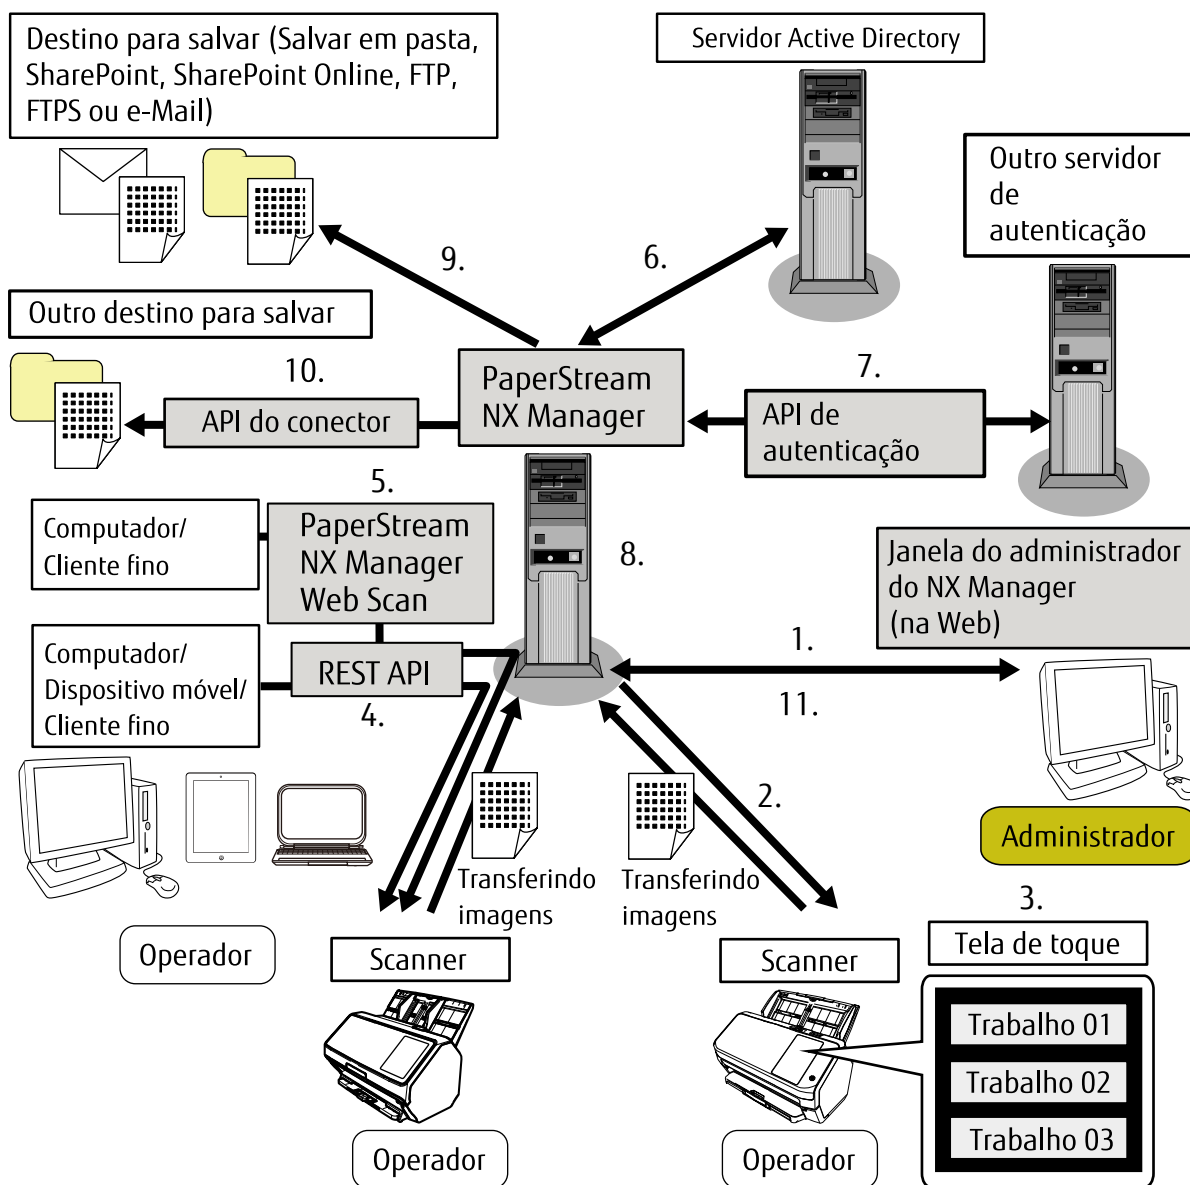 Destino para salvar (Salvar em pasta,
SharePoint, SharePoint Online, FTP,
FTPS ou e-Mail)
Servidor Active Directory
Outro servidor
de
autenticação
9.
6.
Outro destino para salvar
10.
API do conector
PaperStream
NX Manager
7.
API de
autenticação
5.
Computador/
Cliente fino
PaperStream
NX Manager
Web Scan
8.
Janela do administrador
do NX Manager
(na Web)
Computador/
Dispositivo móvel/
Cliente fino
REST API
4.
1.
11.
2.
Administrador
Transferindo
imagens
Transferindo
imagens
3.
Operador
Scanner
Scanner
Tela de toque
Trabalho 01
Trabalho 02
Trabalho 03
Operador
Operador